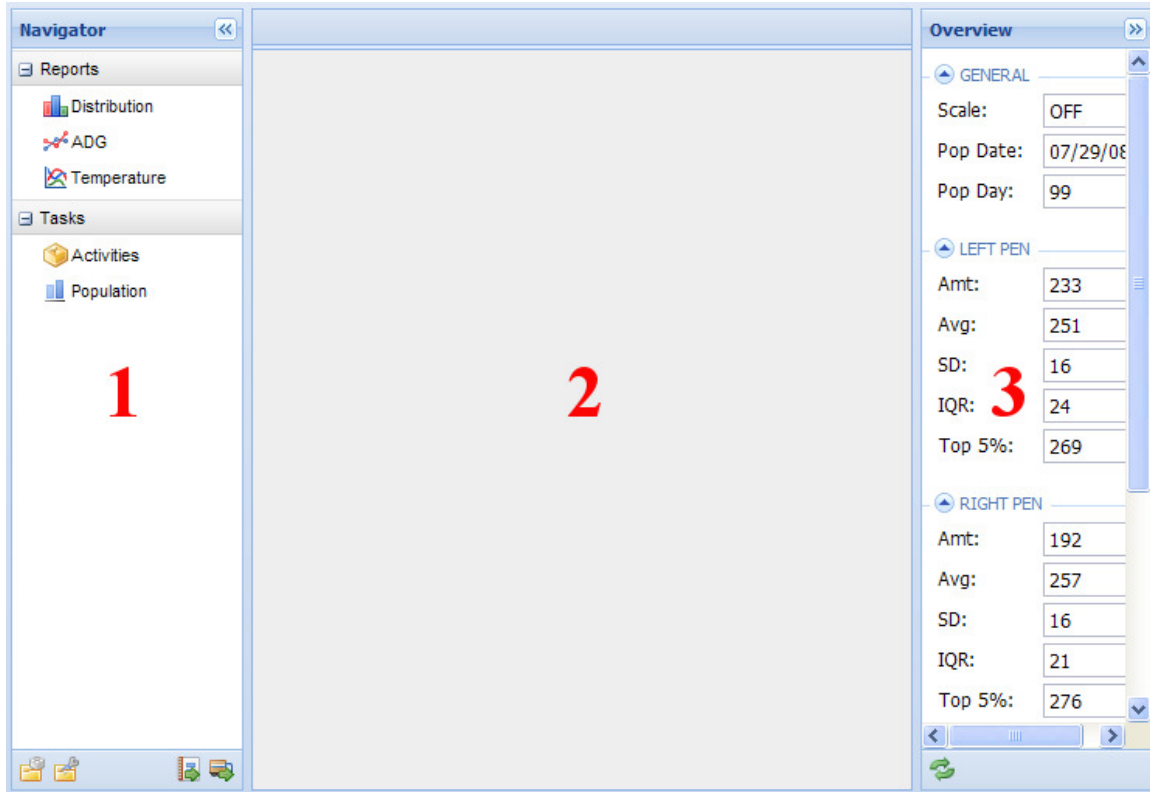 Navigator
Reports
Distribution
ADG
Temperature
Tasks
Activities
Population
1
2
Overview
GENERAL
Scale: OFF
Pop Date: 07/29/08
Pop Day: 99
LEFT PEN
Amt: 233
Avg: 251
SD: 16
IQR: 24
Top 5%: 269
3
RIGHT PEN
Amt: 192
Avg: 257
SD: 16
IQR: 21
Top 5%: 276